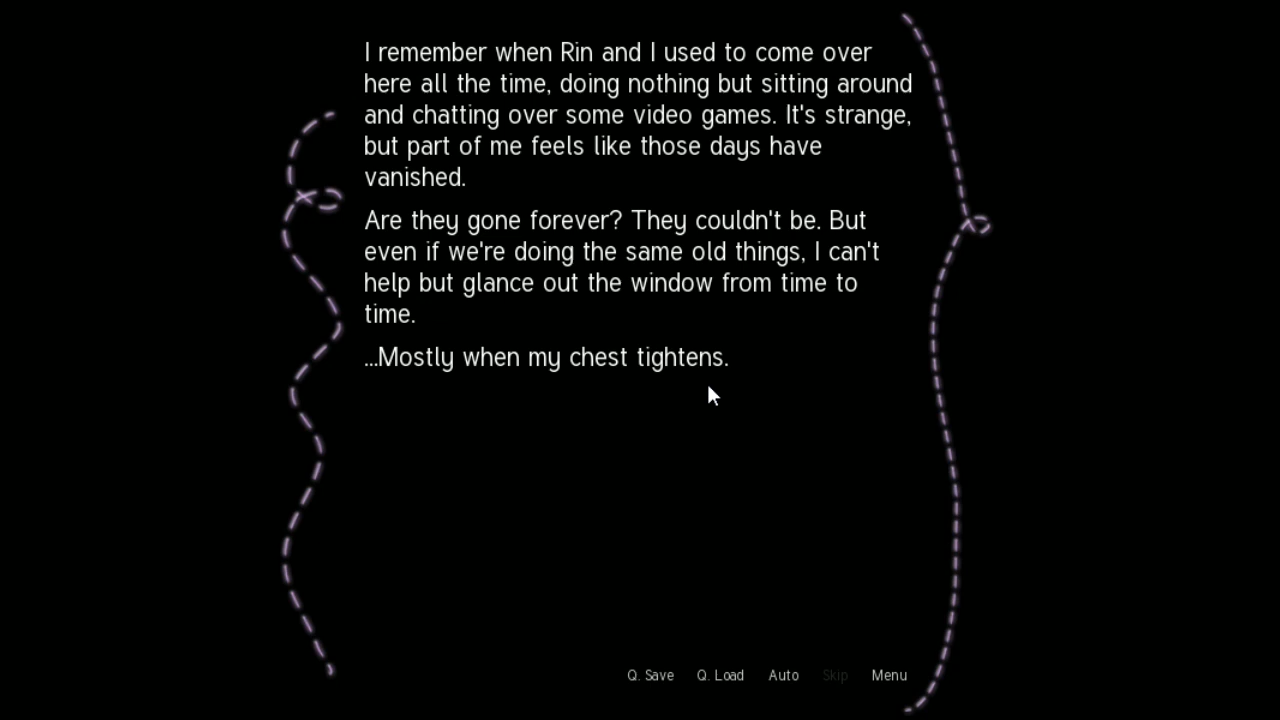 I remember when Rin and I used to come over
here all the time, doing nothing but sitting around
and chatting over some video games. It's strange,
but part of me feels like those days have
vanished.
Are they gone forever? They couldn't be. But
even if we're doing the same old things, I can't
help but glance out the window from time to
time.
...Mostly when my chest tightens.
Q. Save Q. Load Auto Skip Menu